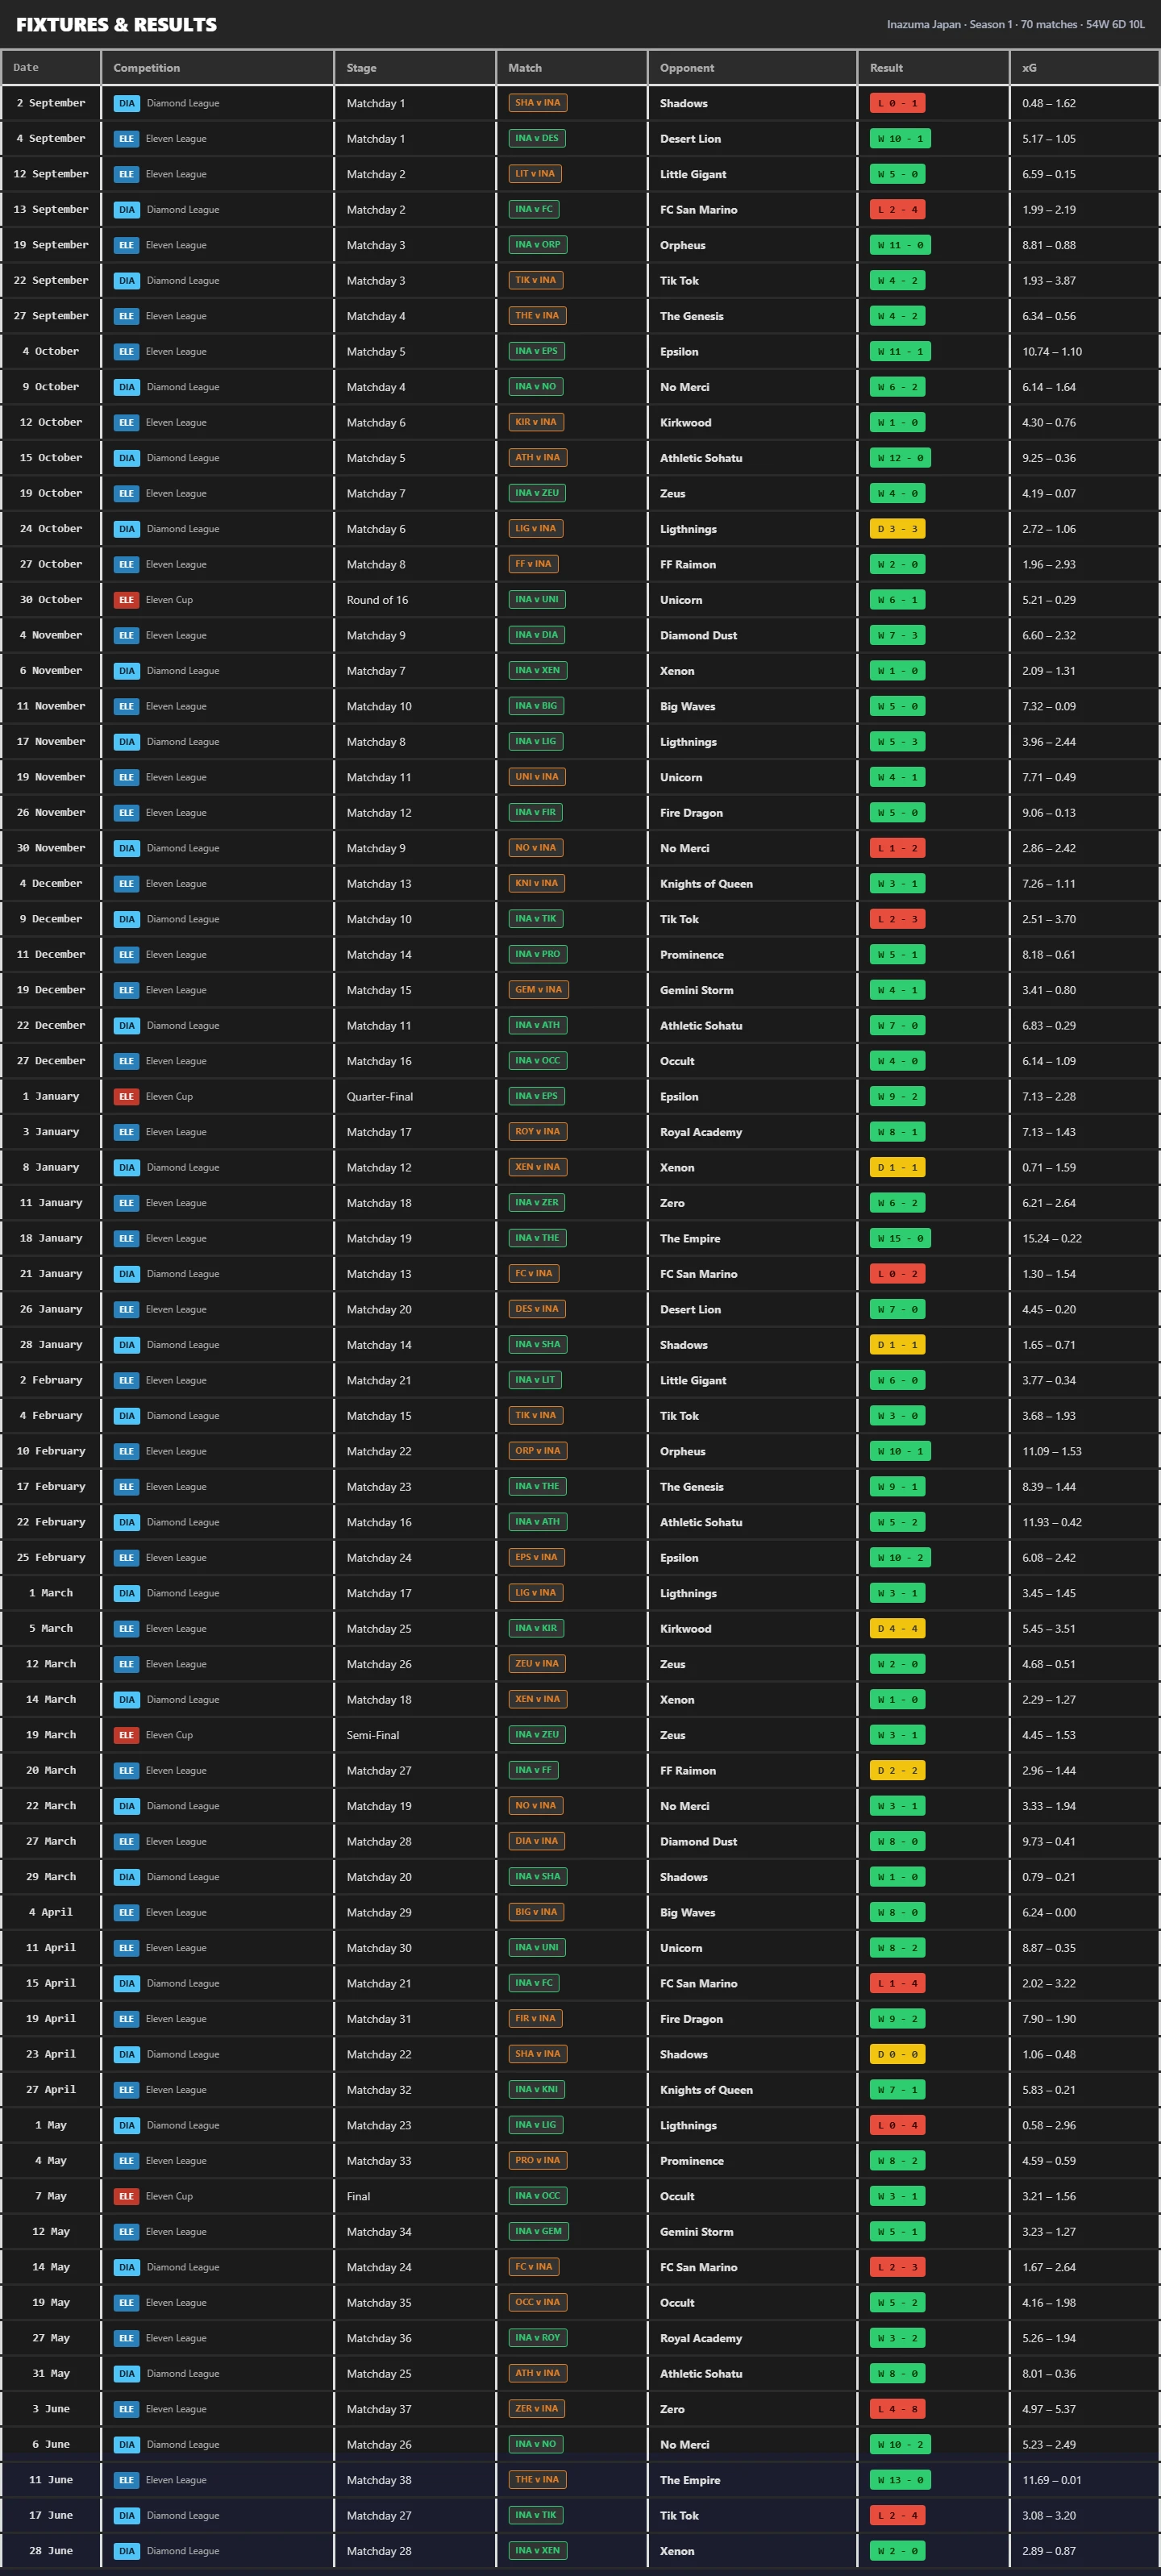 FIXTURES & RESULTS
Inazuma Japan · Season 1 · 70 matches · 54W 6D 10L
Date Competition Stage Match Opponent Result xG
2 September DIA Diamond League Matchday 1 SHA v INA Shadows L 0 - 1 0.48 – 1.62
4 September ELE Eleven League Matchday 1 INA v DES Desert Lion W 10 - 1 5.17 – 1.05
12 September ELE Eleven League Matchday 2 LIT v INA Little Gigant W 5 - 0 6.59 – 0.15
13 September DIA Diamond League Matchday 2 INA v FC FC San Marino L 2 - 4 1.99 – 2.19
19 September ELE Eleven League Matchday 3 INA v ORP Orpheus W 11 - 0 8.81 – 0.88
22 September DIA Diamond League Matchday 3 TIK v INA Tik Tok W 4 - 2 1.93 – 3.87
27 September ELE Eleven League Matchday 4 THE v INA The Genesis W 4 - 2 6.34 – 0.56
4 October ELE Eleven League Matchday 5 INA v EPS Epsilon W 11 - 1 10.74 – 1.10
9 October DIA Diamond League Matchday 4 INA v NO No Merci W 6 - 2 6.14 – 1.64
12 October ELE Eleven League Matchday 6 KIR v INA Kirkwood W 1 - 0 4.30 – 0.76
15 October DIA Diamond League Matchday 5 ATH v INA Athletic Sohatu W 12 - 0 9.25 – 0.36
19 October ELE Eleven League Matchday 7 INA v ZEU Zeus W 4 - 0 4.19 – 0.07
24 October DIA Diamond League Matchday 6 LIG v INA Ligthnings D 3 - 3 2.72 – 1.06
27 October ELE Eleven League Matchday 8 FF v INA FF Raimon W 2 - 0 1.96 – 2.93
30 October ELE Eleven Cup Round of 16 INA v UNI Unicorn W 6 - 1 5.21 – 0.29
4 November ELE Eleven League Matchday 9 INA v DIA Diamond Dust W 7 - 3 6.60 – 2.32
6 November DIA Diamond League Matchday 7 INA v XEN Xenon W 1 - 0 2.09 – 1.31
11 November ELE Eleven League Matchday 10 INA v BIG Big Waves W 5 - 0 7.32 – 0.09
17 November DIA Diamond League Matchday 8 INA v LIG Ligthnings W 5 - 3 3.96 – 2.44
19 November ELE Eleven League Matchday 11 UNI v INA Unicorn W 4 - 1 7.71 – 0.49
26 November ELE Eleven League Matchday 12 INA v FIR Fire Dragon W 5 - 0 9.06 – 0.13
30 November DIA Diamond League Matchday 9 NO v INA No Merci L 1 - 2 2.86 – 2.42
4 December ELE Eleven League Matchday 13 KNI v INA Knights of Queen W 3 - 1 7.26 – 1.11
9 December DIA Diamond League Matchday 10 INA v TIK Tik Tok L 2 - 3 2.51 – 3.70
11 December ELE Eleven League Matchday 14 INA v PRO Prominence W 5 - 1 8.18 – 0.61
19 December ELE Eleven League Matchday 15 GEM v INA Gemini Storm W 4 - 1 3.41 – 0.80
22 December DIA Diamond League Matchday 11 INA v ATH Athletic Sohatu W 7 - 0 6.83 – 0.29
27 December ELE Eleven League Matchday 16 INA v OCC Occult W 4 - 0 6.14 – 1.09
1 January ELE Eleven Cup Quarter-Final INA v EPS Epsilon W 9 - 2 7.13 – 2.28
3 January ELE Eleven League Matchday 17 ROY v INA Royal Academy W 8 - 1 7.13 – 1.43
8 January DIA Diamond League Matchday 12 XEN v INA Xenon D 1 - 1 0.71 – 1.59
11 January ELE Eleven League Matchday 18 INA v ZER Zero W 6 - 2 6.21 – 2.64
18 January ELE Eleven League Matchday 19 INA v THE The Empire W 15 - 0 15.24 – 0.22
21 January DIA Diamond League Matchday 13 FC v INA FC San Marino L 0 - 2 1.30 – 1.54
26 January ELE Eleven League Matchday 20 DES v INA Desert Lion W 7 - 0 4.45 – 0.20
28 January DIA Diamond League Matchday 14 INA v SHA Shadows D 1 - 1 1.65 – 0.71
2 February ELE Eleven League Matchday 21 INA v LIT Little Gigant W 6 - 0 3.77 – 0.34
4 February DIA Diamond League Matchday 15 TIK v INA Tik Tok W 3 - 0 3.68 – 1.93
10 February ELE Eleven League Matchday 22 ORP v INA Orpheus W 10 - 1 11.09 – 1.53
17 February ELE Eleven League Matchday 23 INA v THE The Genesis W 9 - 1 8.39 – 1.44
22 February DIA Diamond League Matchday 16 INA v ATH Athletic Sohatu W 5 - 2 11.93 – 0.42
25 February ELE Eleven League Matchday 24 EPS v INA Epsilon W 10 - 2 6.08 – 2.42
1 March DIA Diamond League Matchday 17 LIG v INA Ligthnings W 3 - 1 3.45 – 1.45
5 March ELE Eleven League Matchday 25 INA v KIR Kirkwood D 4 - 4 5.45 – 3.51
12 March ELE Eleven League Matchday 26 ZEU v INA Zeus W 2 - 0 4.68 – 0.51
14 March DIA Diamond League Matchday 18 XEN v INA Xenon W 1 - 0 2.29 – 1.27
19 March ELE Eleven Cup Semi-Final INA v ZEU Zeus W 3 - 1 4.45 – 1.53
20 March ELE Eleven League Matchday 27 INA v FF FF Raimon D 2 - 2 2.96 – 1.44
22 March DIA Diamond League Matchday 19 NO v INA No Merci W 3 - 1 3.33 – 1.94
27 March ELE Eleven League Matchday 28 DIA v INA Diamond Dust W 8 - 0 9.73 – 0.41
29 March DIA Diamond League Matchday 20 INA v SHA Shadows W 1 - 0 0.79 – 0.21
4 April ELE Eleven League Matchday 29 BIG v INA Big Waves W 8 - 0 6.24 – 0.00
11 April ELE Eleven League Matchday 30 INA v UNI Unicorn W 8 - 2 8.87 – 0.35
15 April DIA Diamond League Matchday 21 INA v FC FC San Marino L 1 - 4 2.02 – 3.22
19 April ELE Eleven League Matchday 31 FIR v INA Fire Dragon W 9 - 2 7.90 – 1.90
23 April DIA Diamond League Matchday 22 SHA v INA Shadows D 0 - 0 1.06 – 0.48
27 April ELE Eleven League Matchday 32 INA v KNI Knights of Queen W 7 - 1 5.83 – 0.21
1 May DIA Diamond League Matchday 23 INA v LIG Ligthnings L 0 - 4 0.58 – 2.96
4 May ELE Eleven League Matchday 33 PRO v INA Prominence W 8 - 2 4.59 – 0.59
7 May ELE Eleven Cup Final INA v OCC Occult W 3 - 1 3.21 – 1.56
12 May ELE Eleven League Matchday 34 INA v GEM Gemini Storm W 5 - 1 3.23 – 1.27
14 May DIA Diamond League Matchday 24 FC v INA FC San Marino L 2 - 3 1.67 – 2.64
19 May ELE Eleven League Matchday 35 OCC v INA Occult W 5 - 2 4.16 – 1.98
27 May ELE Eleven League Matchday 36 INA v ROY Royal Academy W 3 - 2 5.26 – 1.94
31 May DIA Diamond League Matchday 25 ATH v INA Athletic Sohatu W 8 - 0 8.01 – 0.36
3 June ELE Eleven League Matchday 37 ZER v INA Zero L 4 - 8 4.97 – 5.37
6 June DIA Diamond League Matchday 26 INA v NO No Merci W 10 - 2 5.23 – 2.49
11 June ELE Eleven League Matchday 38 THE v INA The Empire W 13 - 0 11.69 – 0.01
17 June DIA Diamond League Matchday 27 INA v TIK Tik Tok L 2 - 4 3.08 – 3.20
28 June DIA Diamond League Matchday 28 INA v XEN Xenon W 2 - 0 2.89 – 0.87